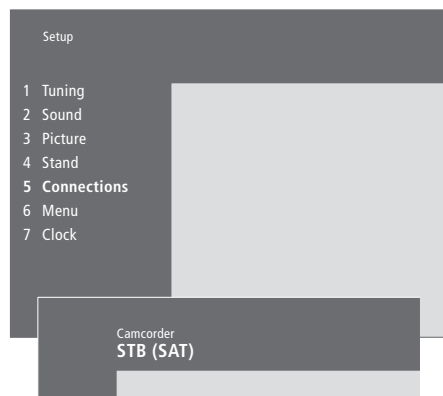 Setup
1 Tuning
2 Sound
3 Picture
4 Stand
5 Connections
6 Menu
7 Clock
Camcorder
STB (SAT)